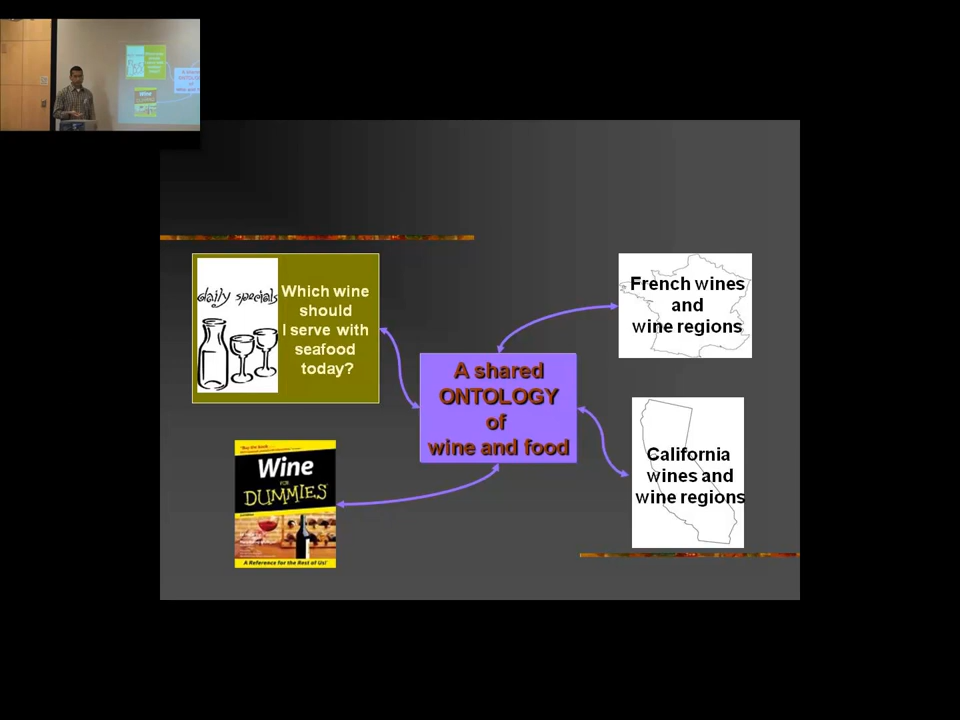 daily specials
Which wine
should
I serve with
seafood
today?
French wines
and
wine regions
A shared
ONTOLOGY
of
wine and food
California
wines and
wine regions
Wine
FOR
DUMMIES
A Reference for the Rest of Us!